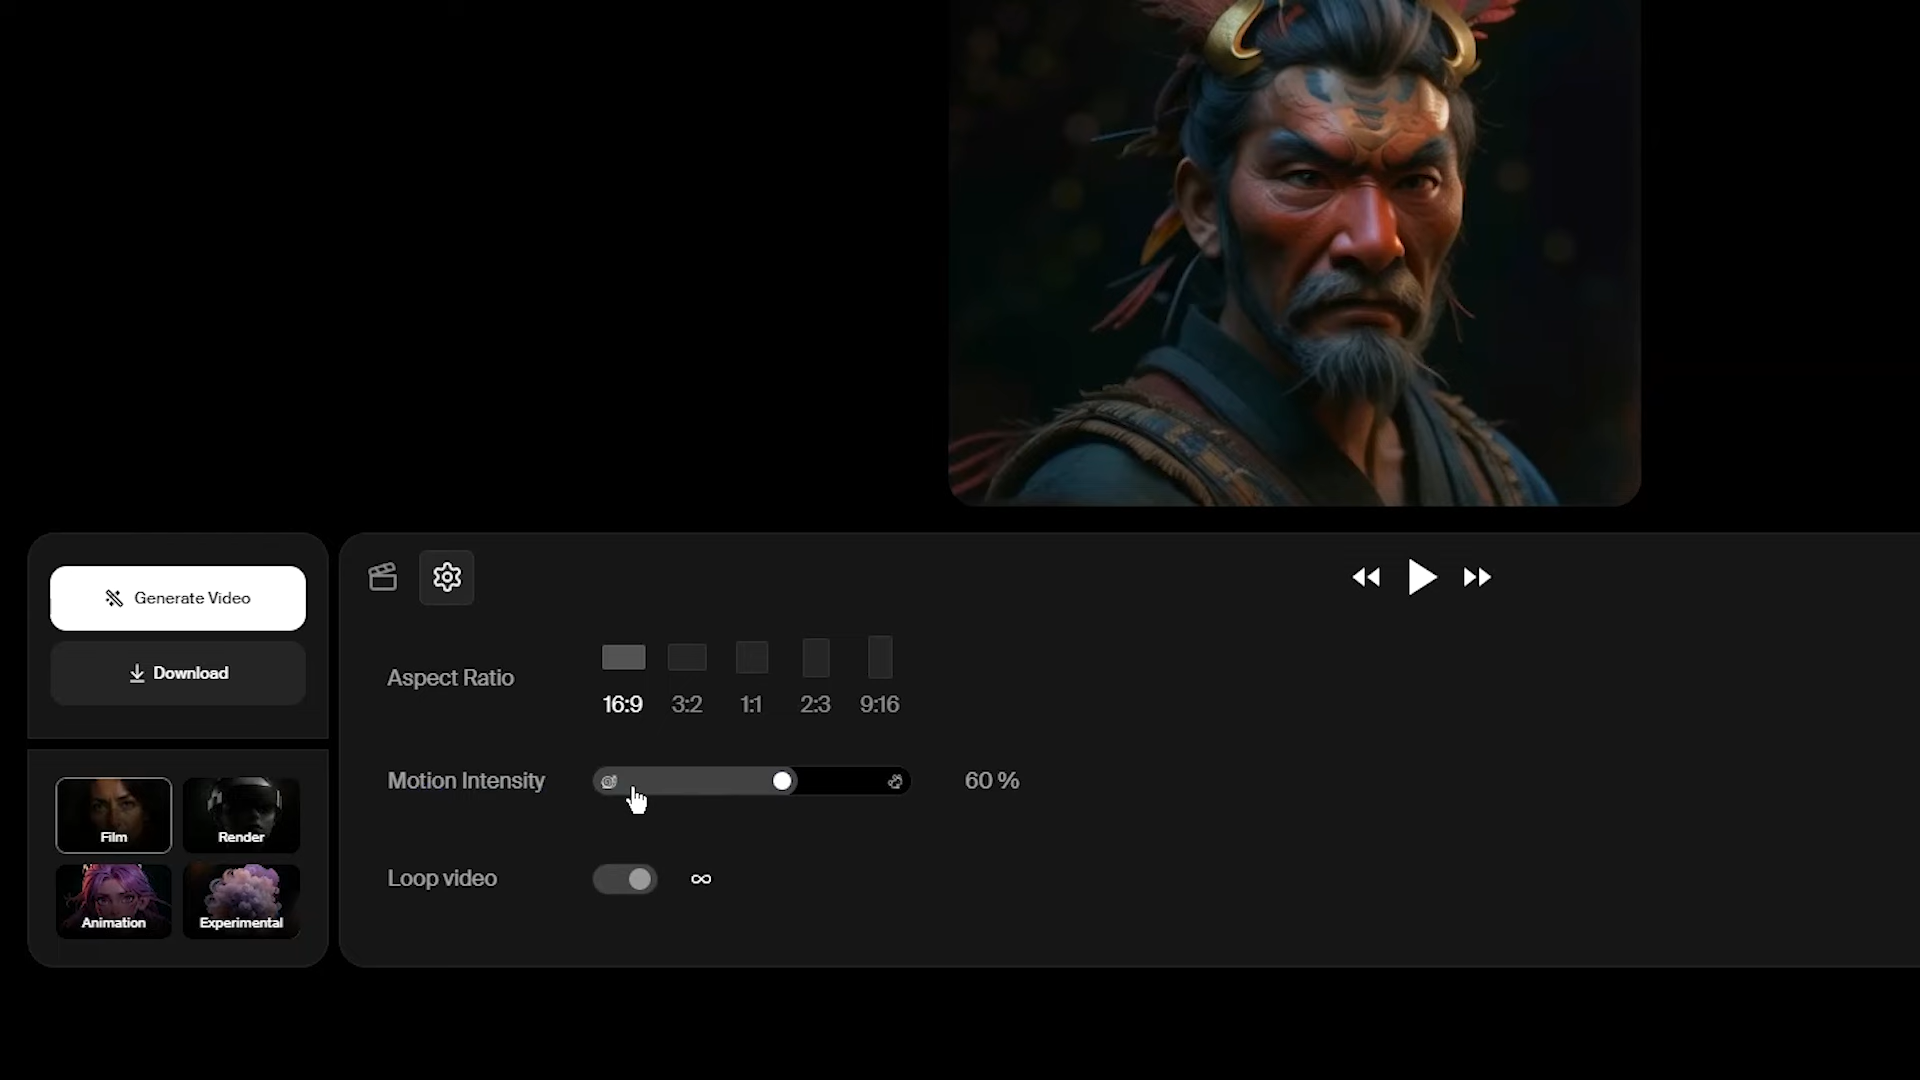 Generate Video
Download
Film
Render
Animation
Experimental
Aspect Ratio
16:9 3:2 1:1 2:3 9:16
Motion Intensity 60 %
Loop video